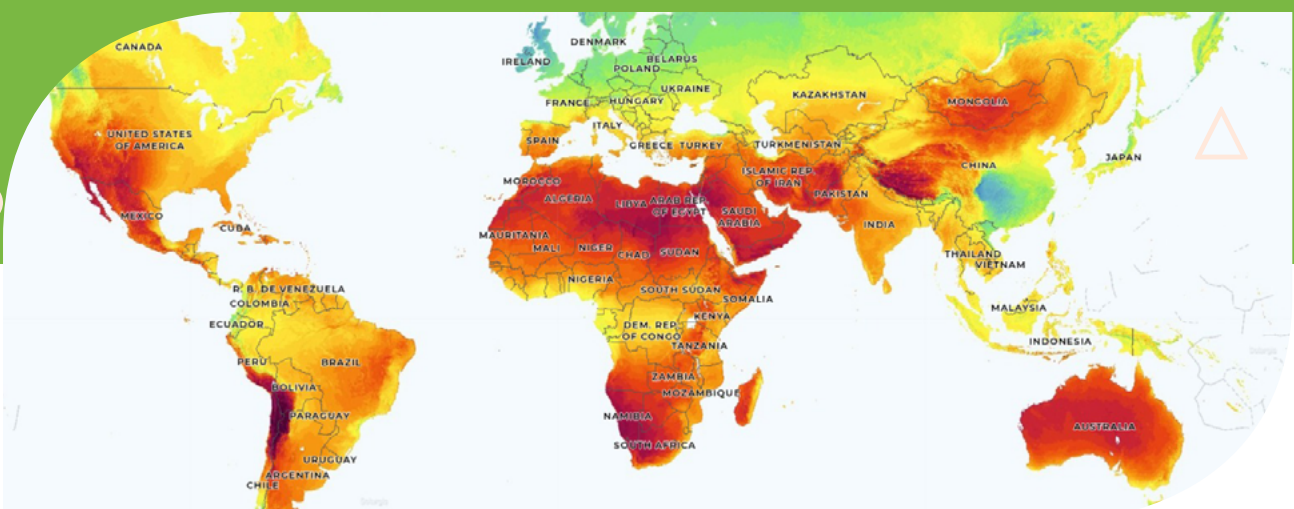 CANADA
UNITED STATES
OF AMERICA
MEXICO
CUBA
R. B. DE VENEZUELA
COLOMBIA
ECUADOR
PERU
BRAZIL
BOLIVIA
PARAGUAY
URUGUAY
ARGENTINA
CHILE
IRELAND
DENMARK
BELARUS
POLAND
UKRAINE
FRANCE
HUNGARY
ITALY
SPAIN
GREECE
TURKEY
KAZAKHSTAN
TURKMENISTAN
MONGOLIA
CHINA
JAPAN
MOROCCO
ALGERIA
LIBYA
ARAB REP.
OF EGYPT
SAUDI
ARABIA
ISLAMIC REP.
OF IRAN
PAKISTAN
INDIA
MAURITANIA
MALI
NIGER
CHAD
SUDAN
NIGERIA
SOUTH SUDAN
SOMALIA
KENYA
DEM. REP.
OF CONGO
TANZANIA
ZAMBIA
MOZAMBIQUE
NAMIBIA
SOUTH AFRICA
THAILAND
VIETNAM
MALAYSIA
INDONESIA
AUSTRALIA